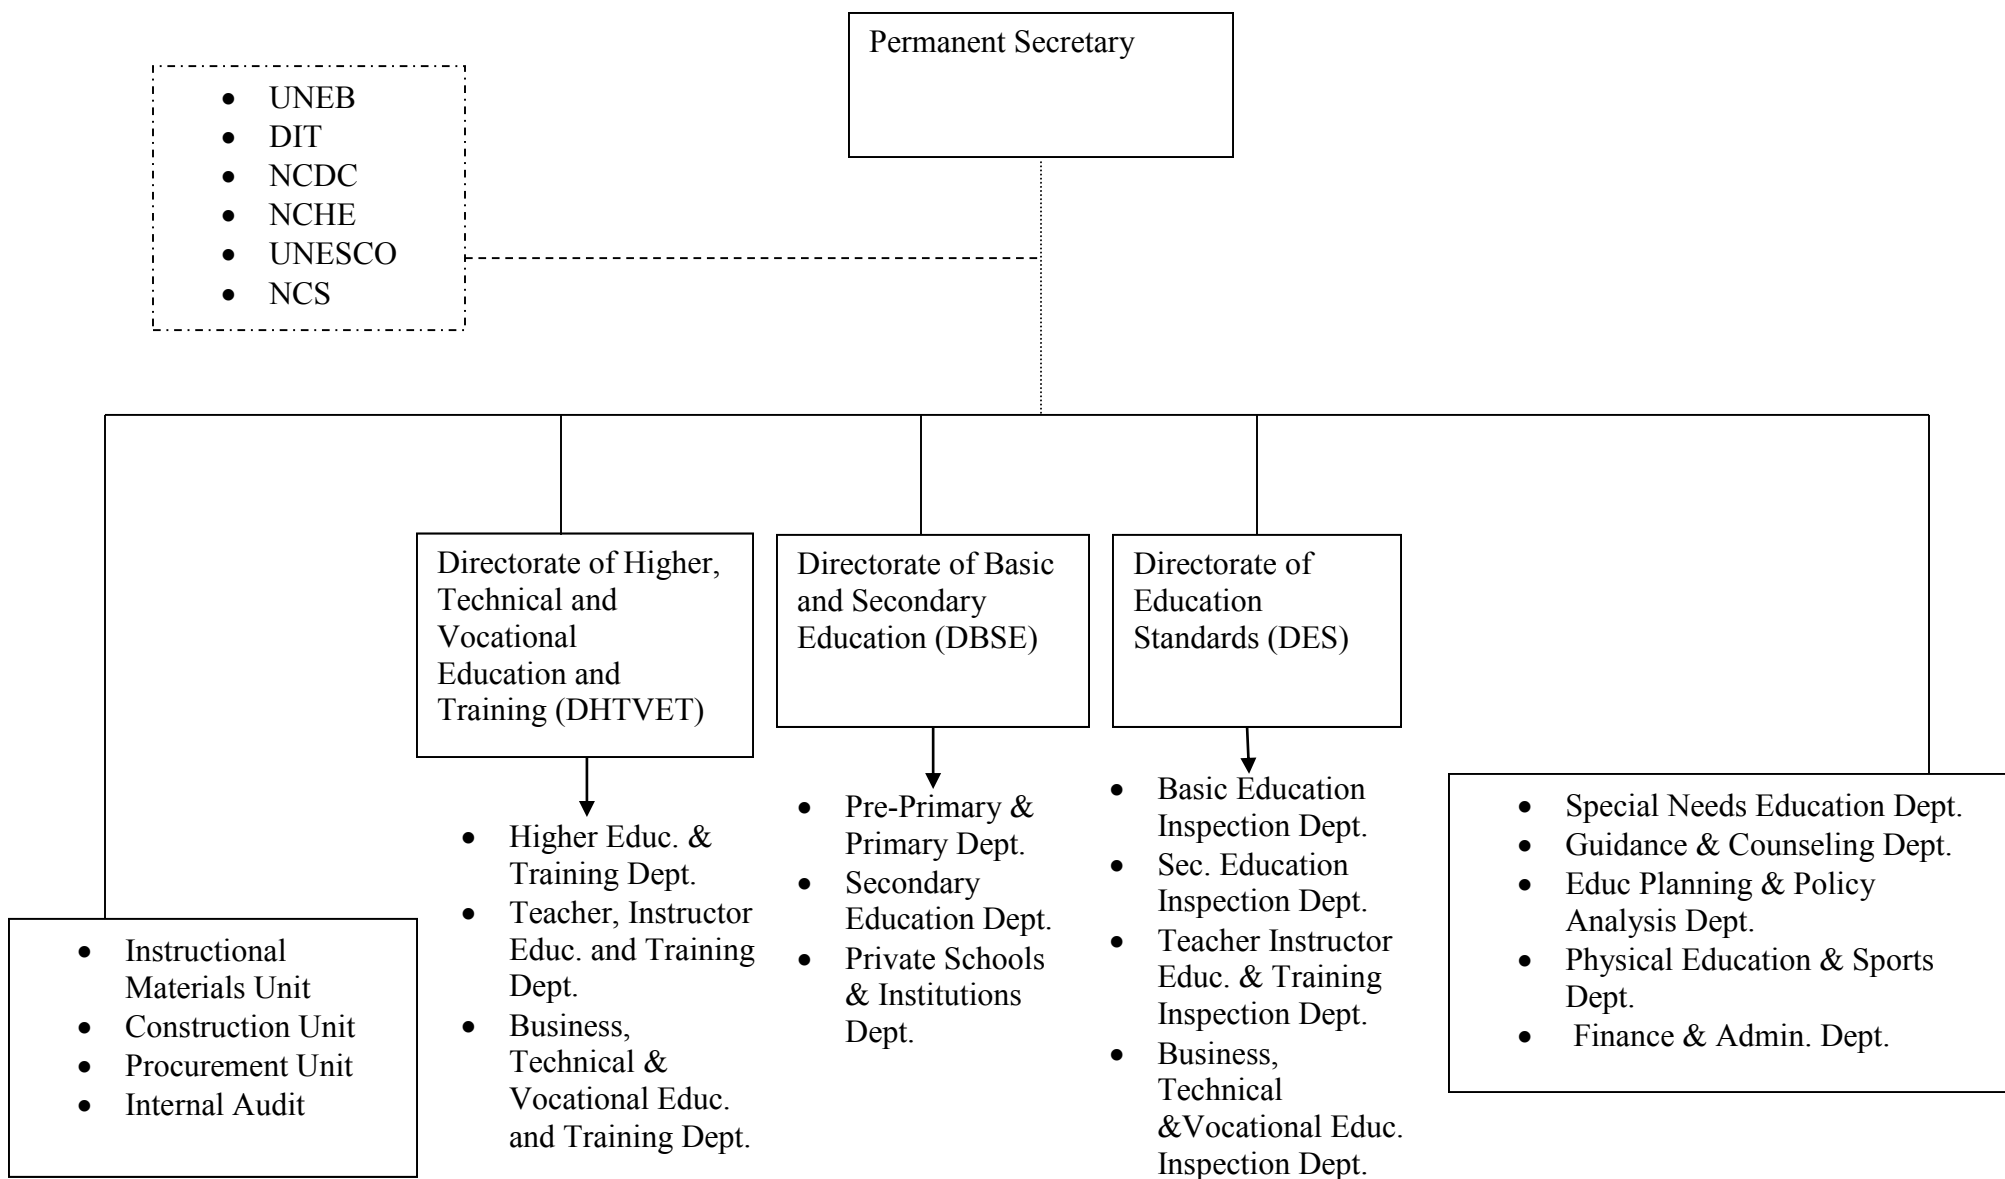 Permanent Secretary
• UNEB
• DIT
• NCDC
• NCHE
• UNESCO
• NCS
Directorate of Higher,
Technical and
Vocational
Education and
Training (DHTVET)
Directorate of Basic
and Secondary
Education (DBSE)
Directorate of
Education
Standards (DES)
• Instructional
Materials Unit
• Construction Unit
• Procurement Unit
• Internal Audit
• Higher Educ. &
Training Dept.
• Teacher, Instructor
Educ. and Training
Dept.
• Business,
Technical &
Vocational Educ.
and Training Dept.
• Pre-Primary &
Primary Dept.
• Secondary
Education Dept.
• Private Schools
& Institutions
Dept.
• Basic Education
Inspection Dept.
• Sec. Education
Inspection Dept.
• Teacher Instructor
Educ. & Training
Inspection Dept.
• Business,
Technical
&Vocational Educ.
Inspection Dept.
• Special Needs Education Dept.
• Guidance & Counseling Dept.
• Educ Planning & Policy
Analysis Dept.
• Physical Education & Sports
Dept.
• Finance & Admin. Dept.